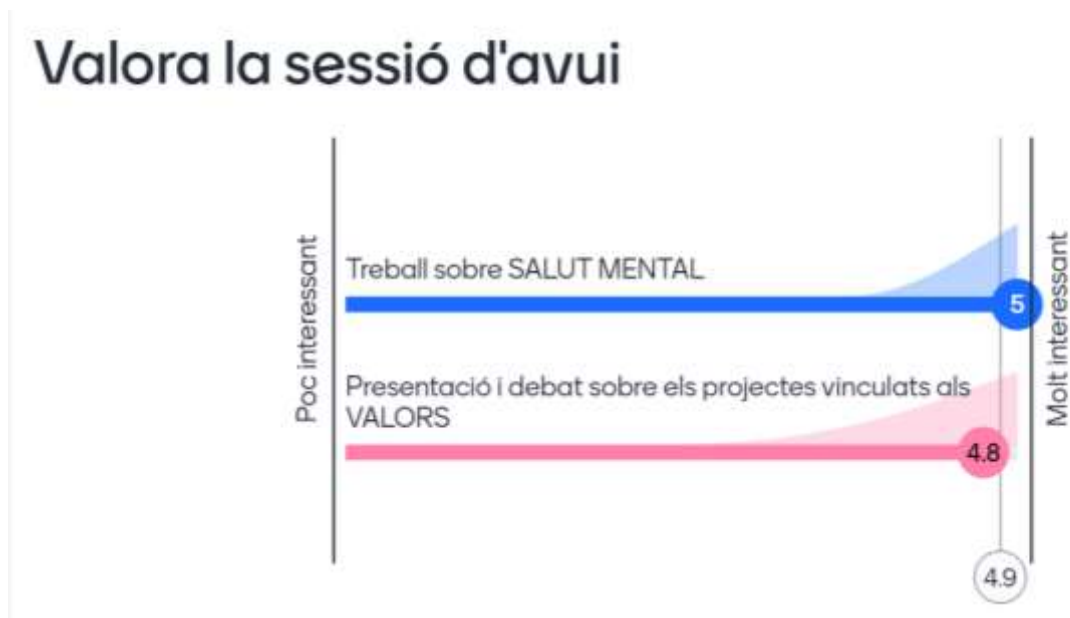 Valora la sessió d'avui
Poc interessant
Treball sobre SALUT MENTAL
5
Presentació i debat sobre els projectes vinculats als
VALORS
4.8
Molt interessant
4.9